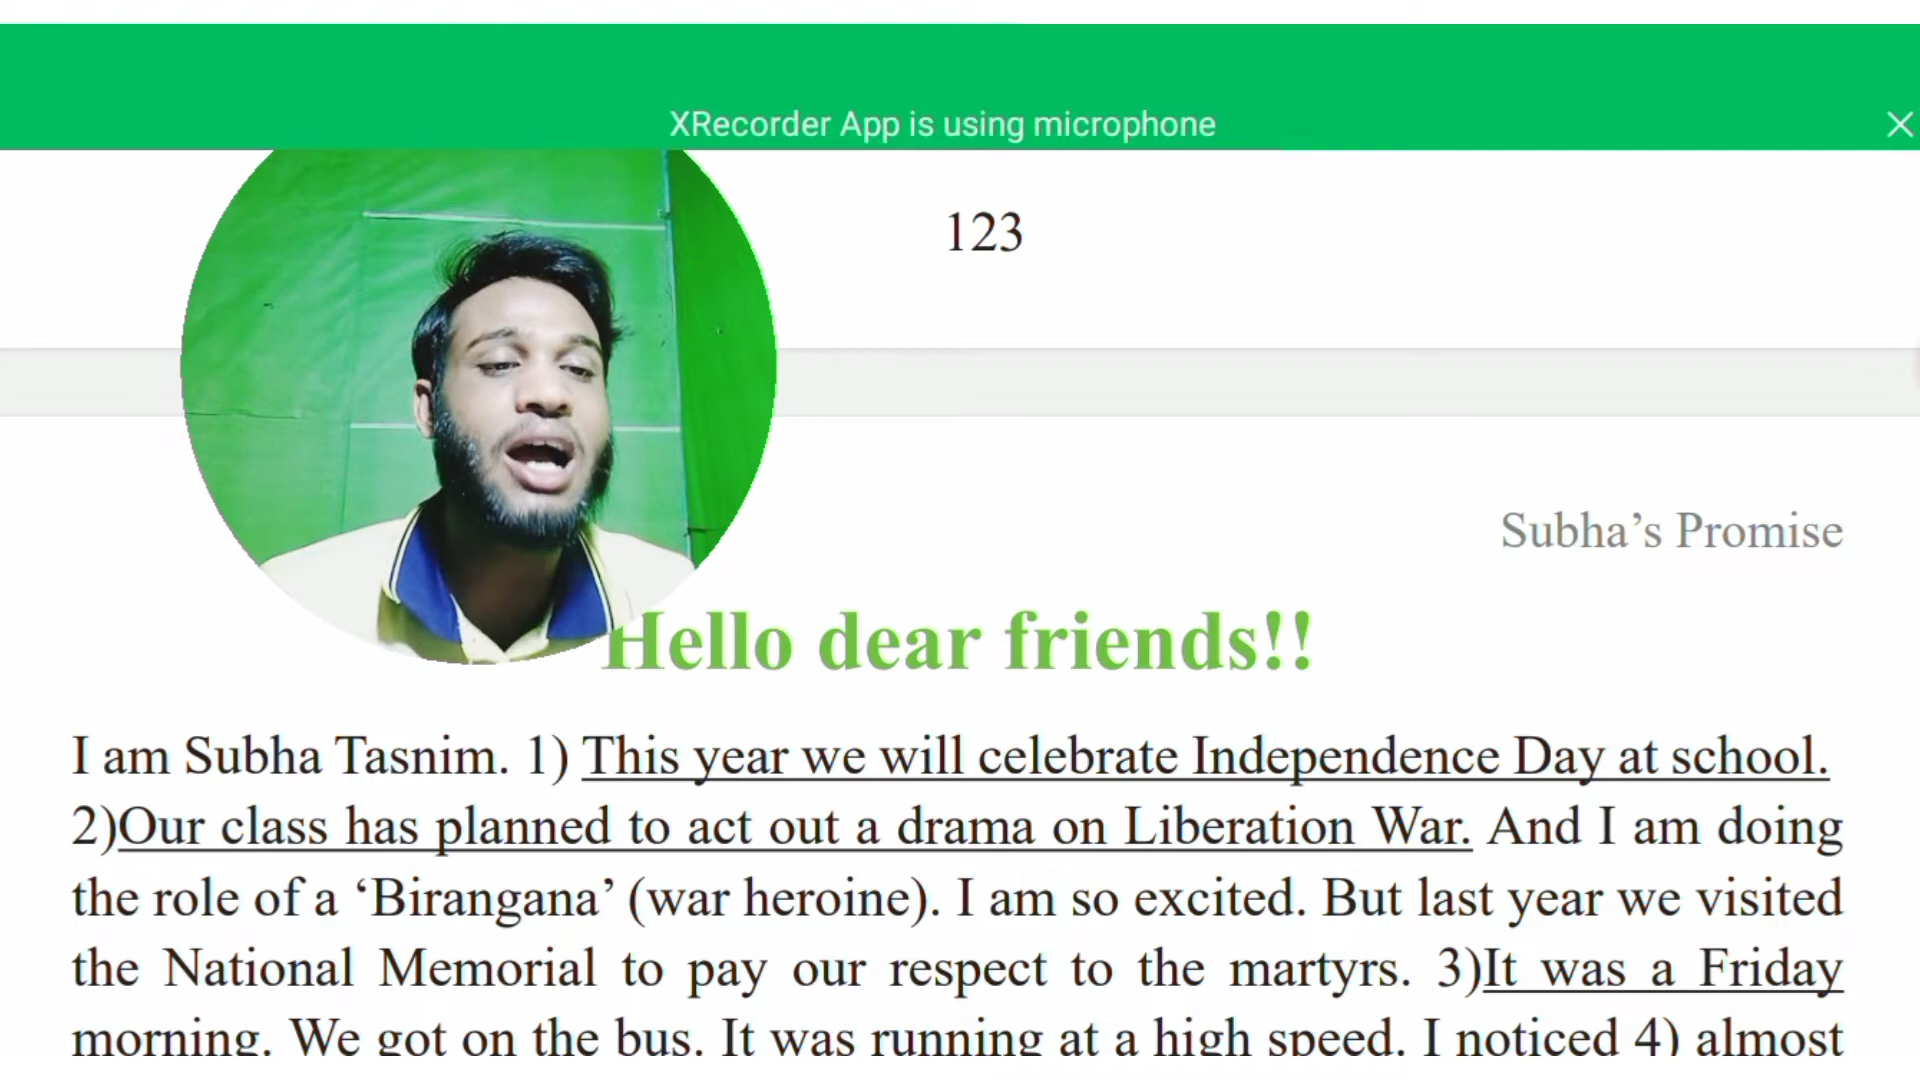 XRecorder App is using microphone
123
Subha’s Promise
Hello dear friends!!
I am Subha Tasnim. 1) This year we will celebrate Independence Day at school.
2)Our class has planned to act out a drama on Liberation War. And I am doing
the role of a ‘Birangana’ (war heroine). I am so excited. But last year we visited
the National Memorial to pay our respect to the martyrs. 3)It was a Friday
morning. We got on the bus. It was running at a high speed. I noticed 4) almost